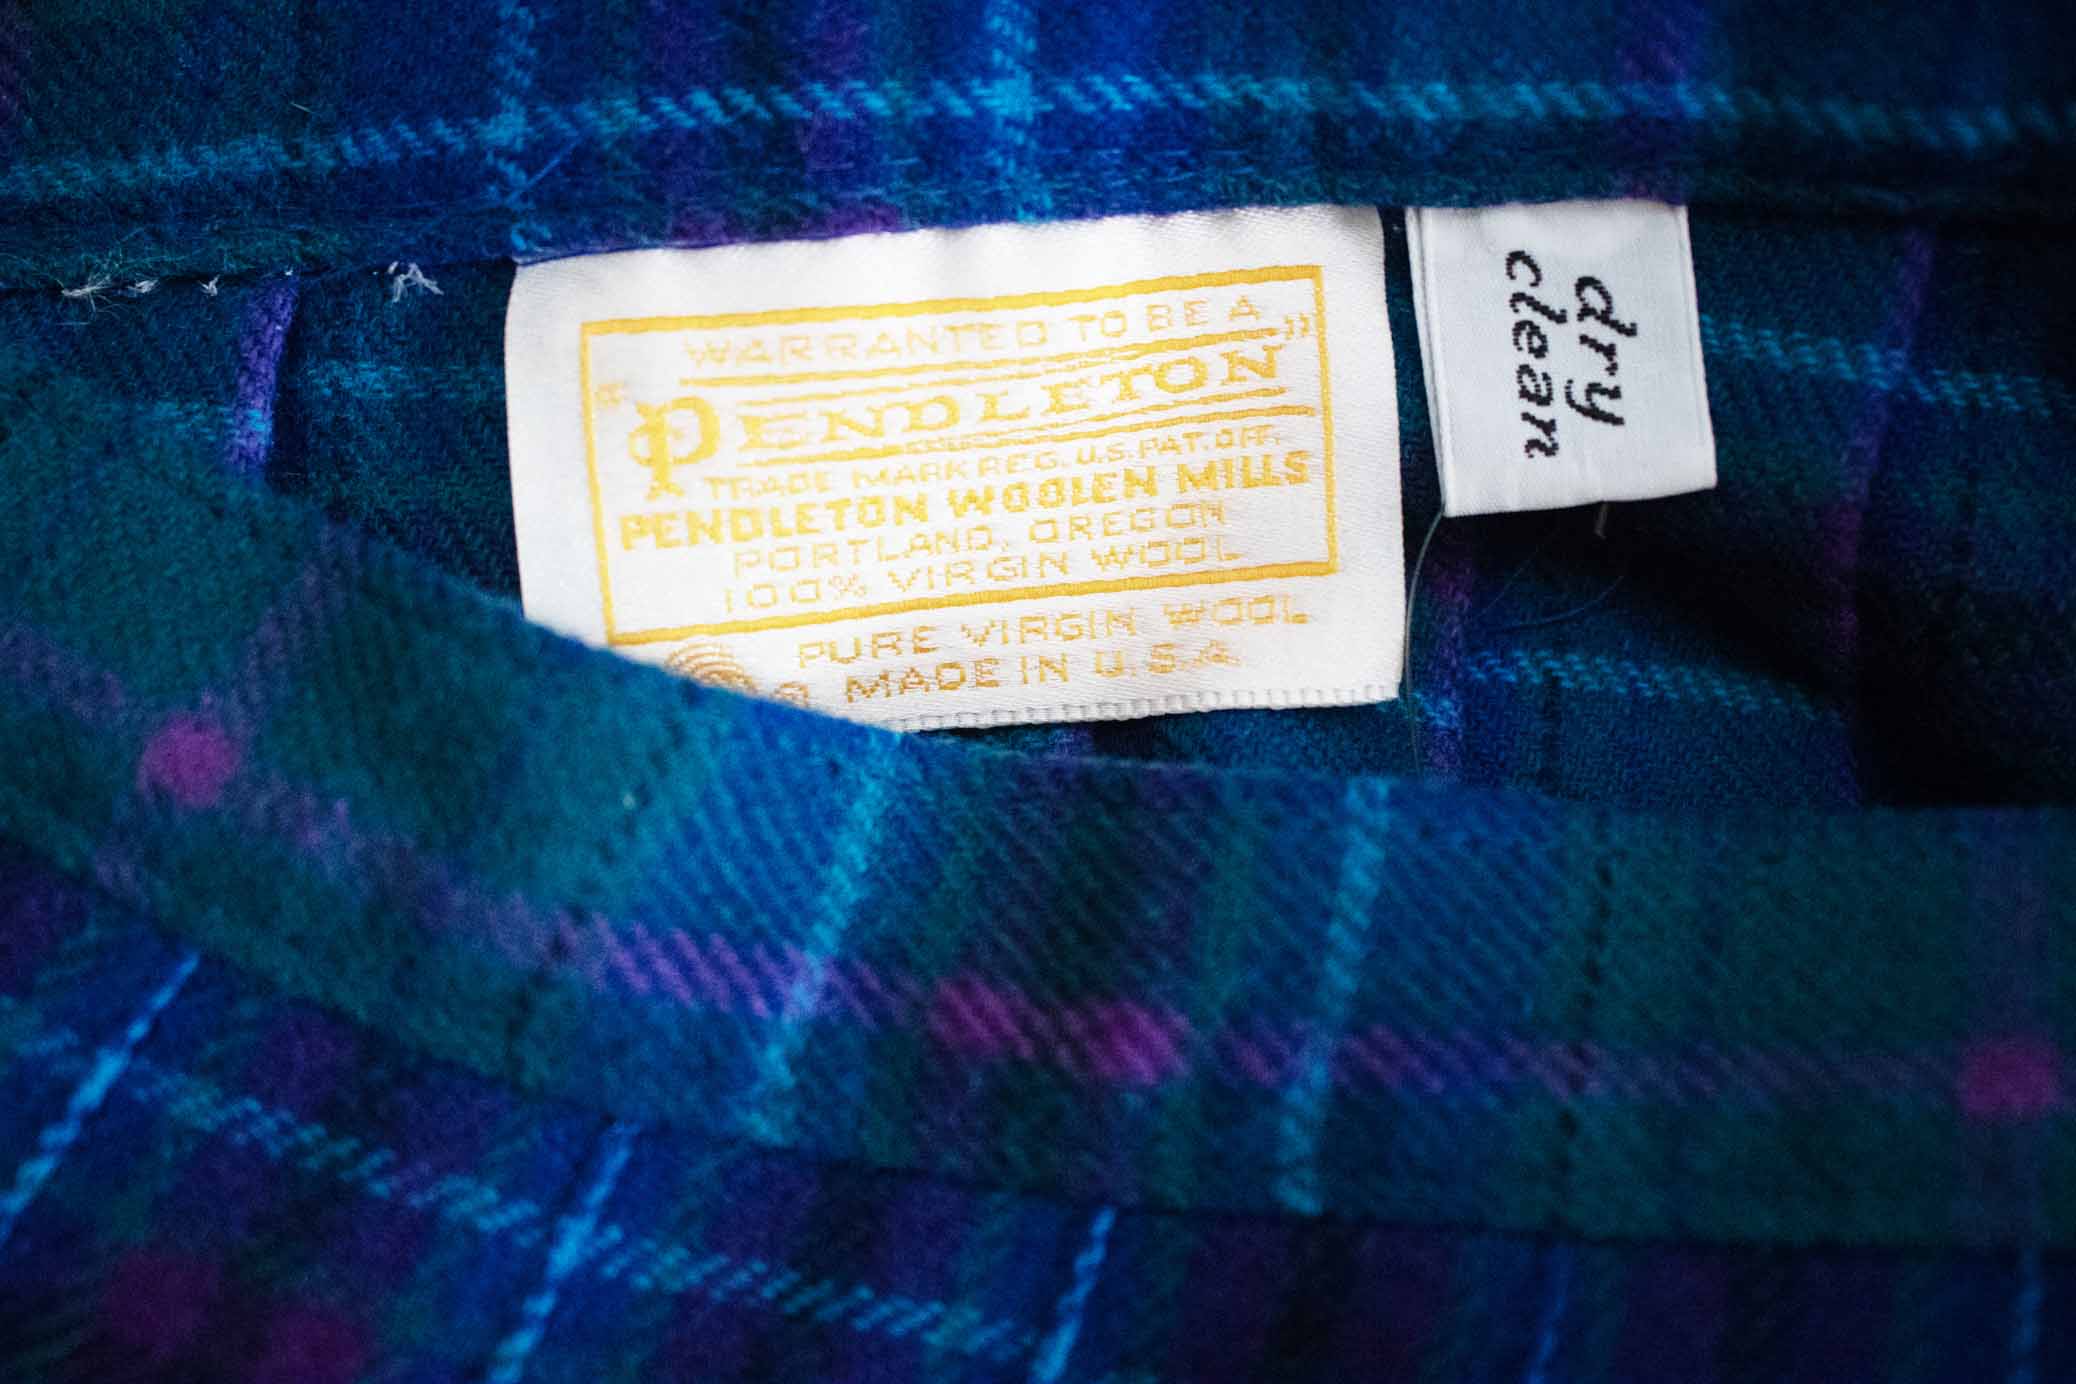 WARRANTED TO BE A
"PENDLETON"
TRADE MARK REG. U.S. PAT. OFF.
PENDLETON WOOLEN MILLS
PORTLAND, OREGON
100% VIRGIN WOOL
PURE VIRGIN WOOL
® MADE IN U.S.A.
dry
clean